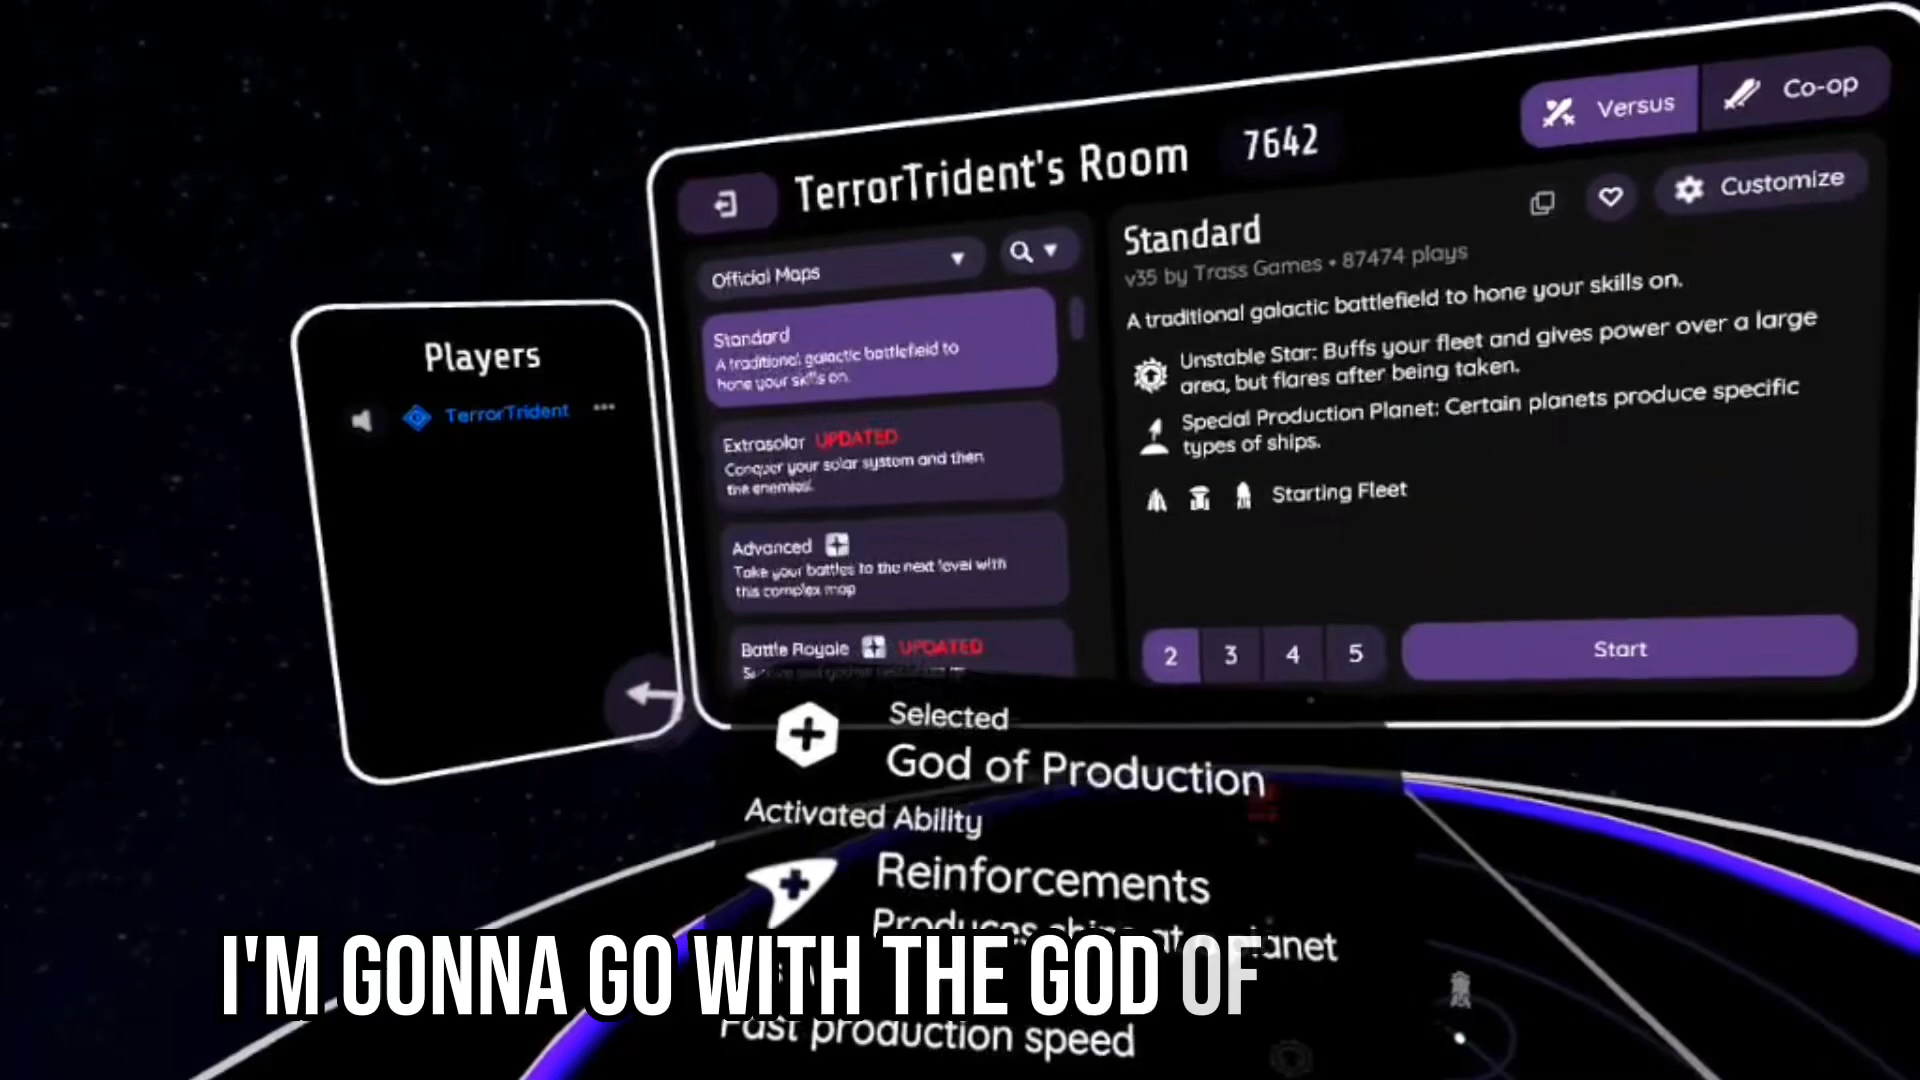 Versus
Co-op
TerrorTrident's Room
7642
Customize
Official Maps
Standard
A traditional galactic battlefield to
hone your skills on.
Extrasolar UPDATED
Conquer your solar system and then
the enemies!
Advanced
Take your battles to the next level with
this complex map
Battle Royale UPDATED
Standard
v35 by Trass Games • 87474 plays
A traditional galactic battlefield to hone your skills on.
Unstable Star: Buffs your fleet and gives power over a large
area, but flares after being taken.
Special Production Planet: Certain planets produce specific
types of ships.
Starting Fleet
2 3 4 5
Start
Players
TerrorTrident
Selected
God of Production
Activated Ability
Reinforcements
Produces ships at a planet
I'M GONNA GO WITH THE GOD OF
Fast production speed